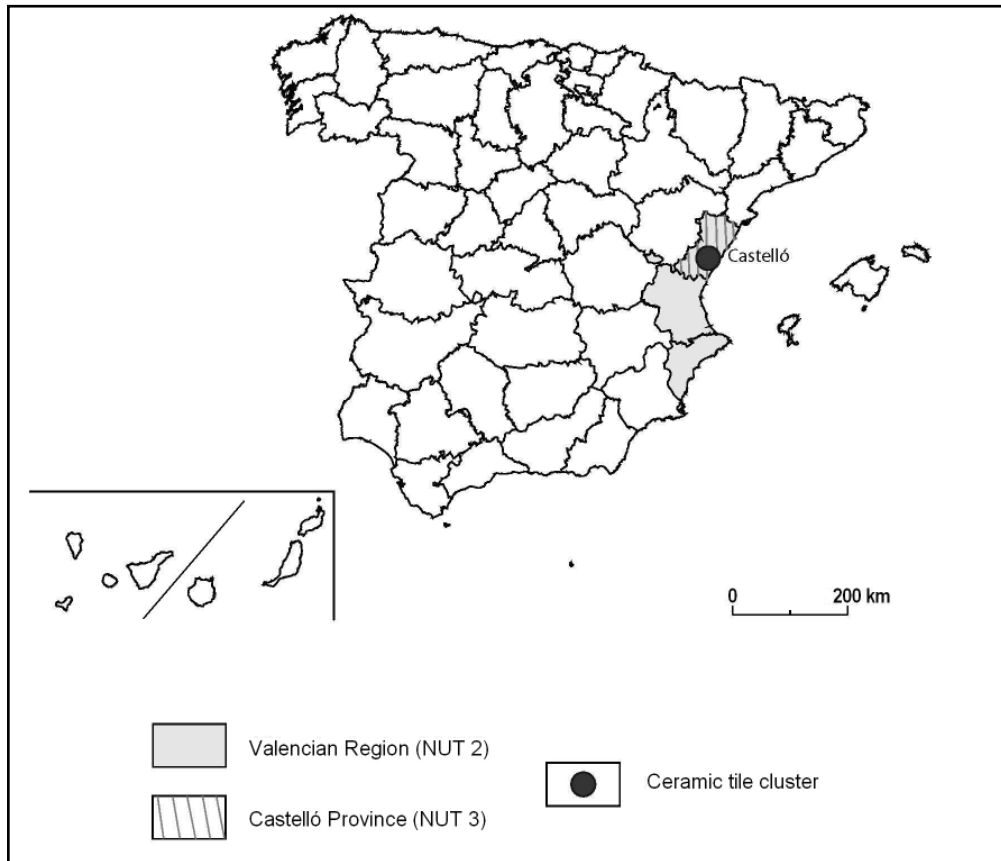 Castelló
0 200 km
Valencian Region (NUT 2)
Ceramic tile cluster
Castelló Province (NUT 3)